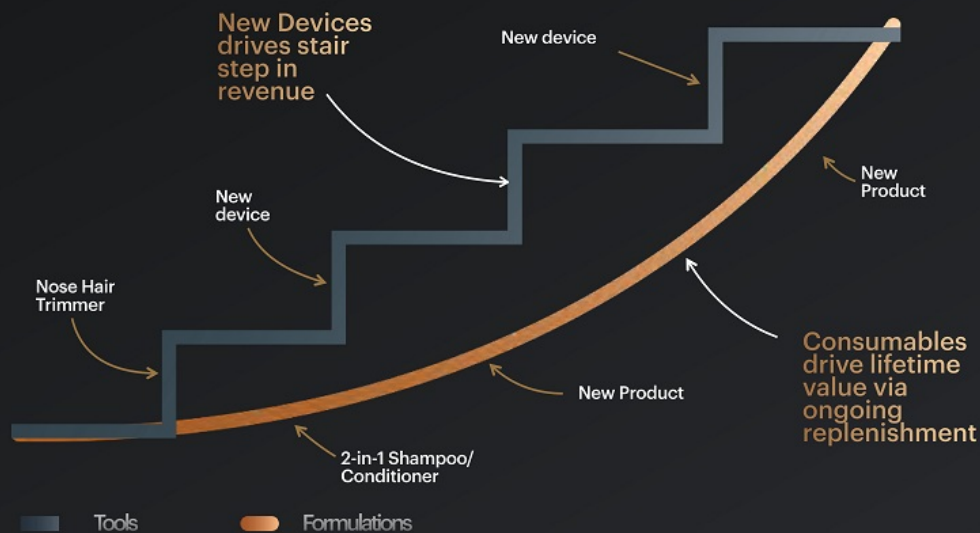 New Devices
drives stair
step in
revenue
New device
New
Product
New
device
Nose Hair
Trimmer
Consumables
drive lifetime
value via
ongoing
replenishment
New Product
2-in-1 Shampoo/
Conditioner
Tools
Formulations